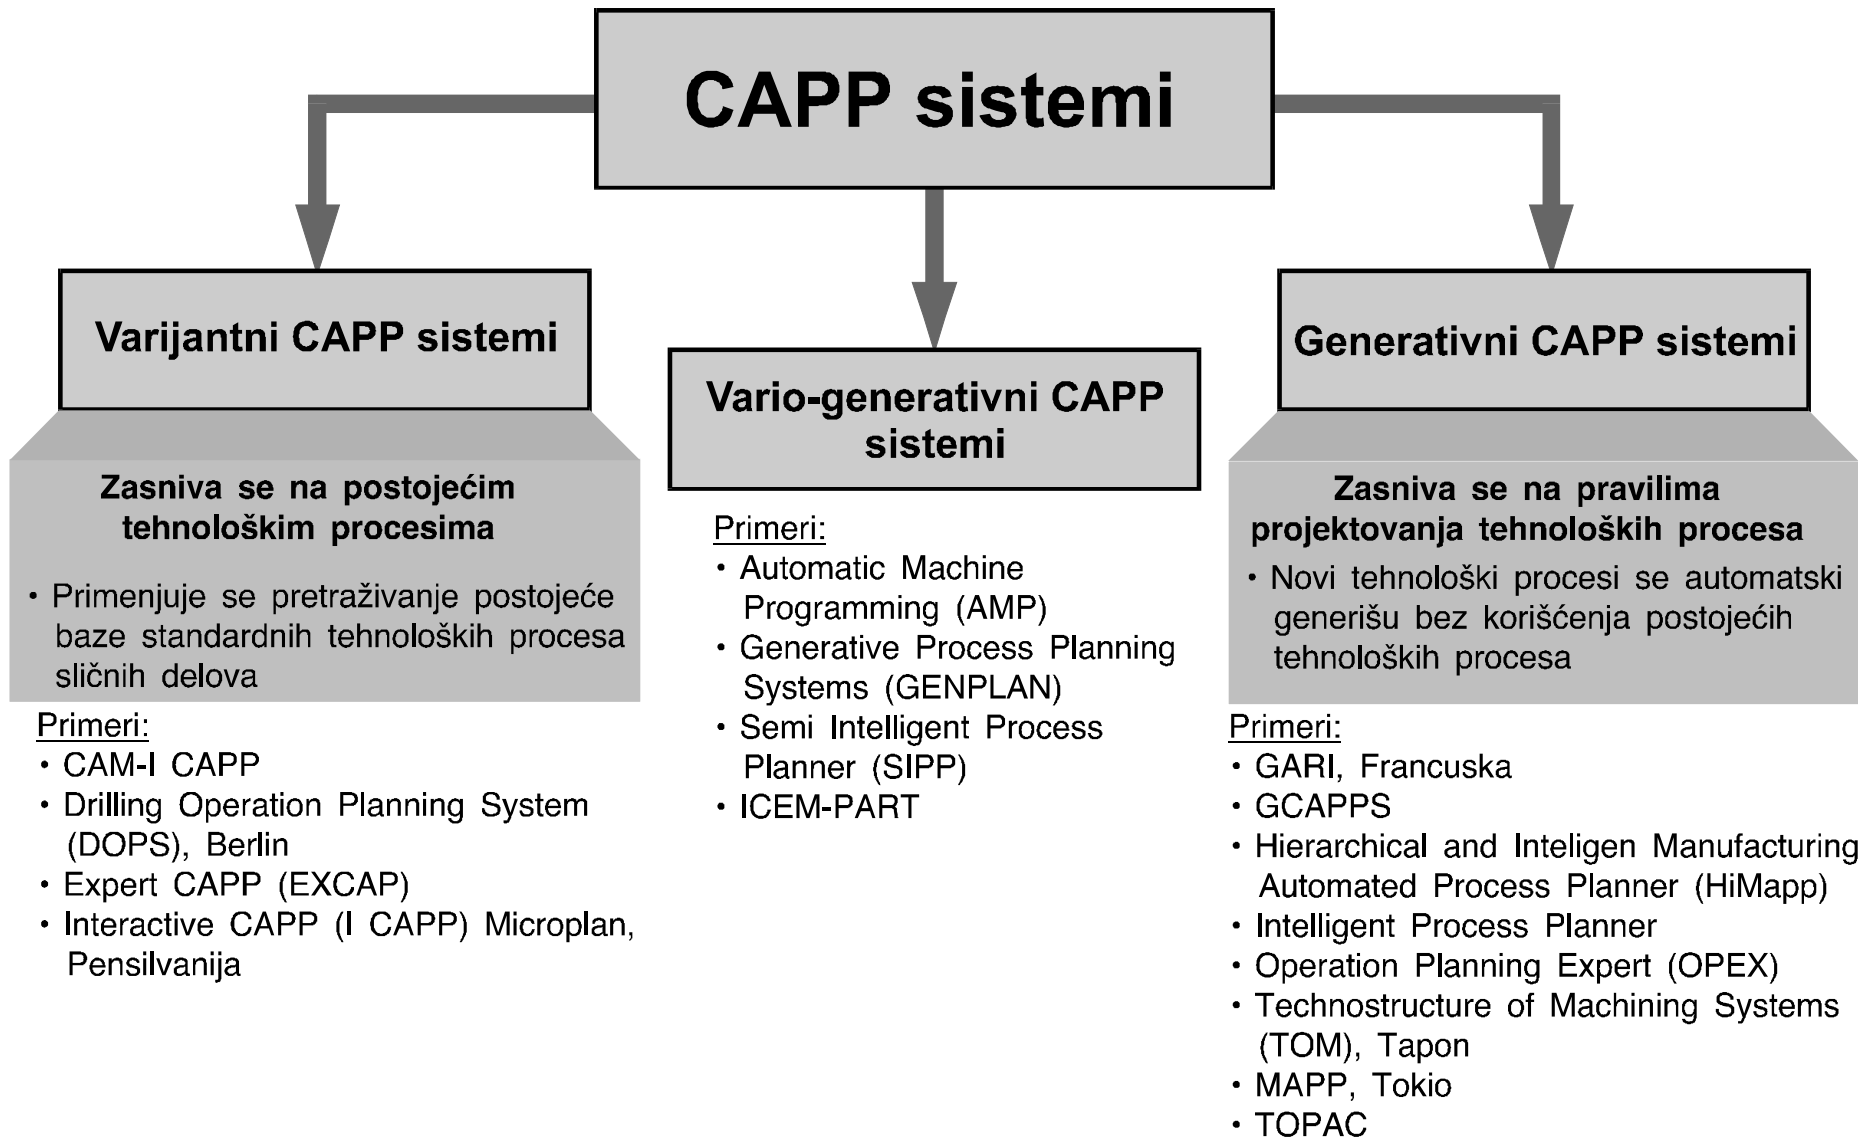 CAPP sistemi
Varijantni CAPP sistemi
Zasniva se na postojećim
tehnološkim procesima
• Primenjuje se pretraživanje postojeće
baze standardnih tehnoloških procesa
sličnih delova
Primeri:
• CAM-I CAPP
• Drilling Operation Planning System
(DOPS), Berlin
• Expert CAPP (EXCAP)
• Interactive CAPP (I CAPP) Microplan,
Pensilvanija
Vario-generativni CAPP
sistemi
Primeri:
• Automatic Machine
Programming (AMP)
• Generative Process Planning
Systems (GENPLAN)
• Semi Intelligent Process
Planner (SIPP)
• ICEM-PART
Generativni CAPP sistemi
Zasniva se na pravilima
projektovanja tehnoloških procesa
• Novi tehnološki procesi se automatski
generišu bez korišćenja postojećih
tehnoloških procesa
Primeri:
• GARI, Francuska
• GCAPPS
• Hierarchical and Inteligen Manufacturing
Automated Process Planner (HiMapp)
• Intelligent Process Planner
• Operation Planning Expert (OPEX)
• Technostructure of Machining Systems
(TOM), Tapon
• MAPP, Tokio
• TOPAC